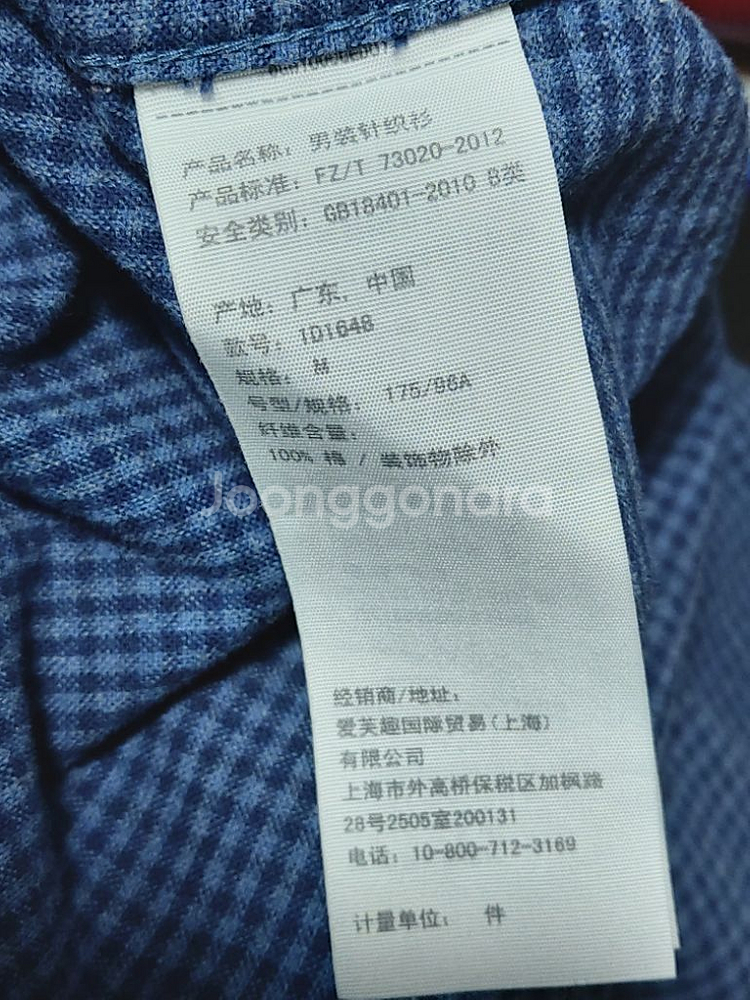 产品名称：男装针织衫
产品标准：FZ/T 73020-2012
安全类别：GB18401-2010 B类
产地：广东，中国
款号：1D1648
规格：M
号型/规格：175/96A
纤维含量：
100% 棉 / 装饰物除外
Joonggonara
经销商/地址：
爱芙趣国际贸易(上海)
有限公司
上海市外高桥保税区加枫路
28号2505室200131
电话：10-800-712-3169
计量单位： 件